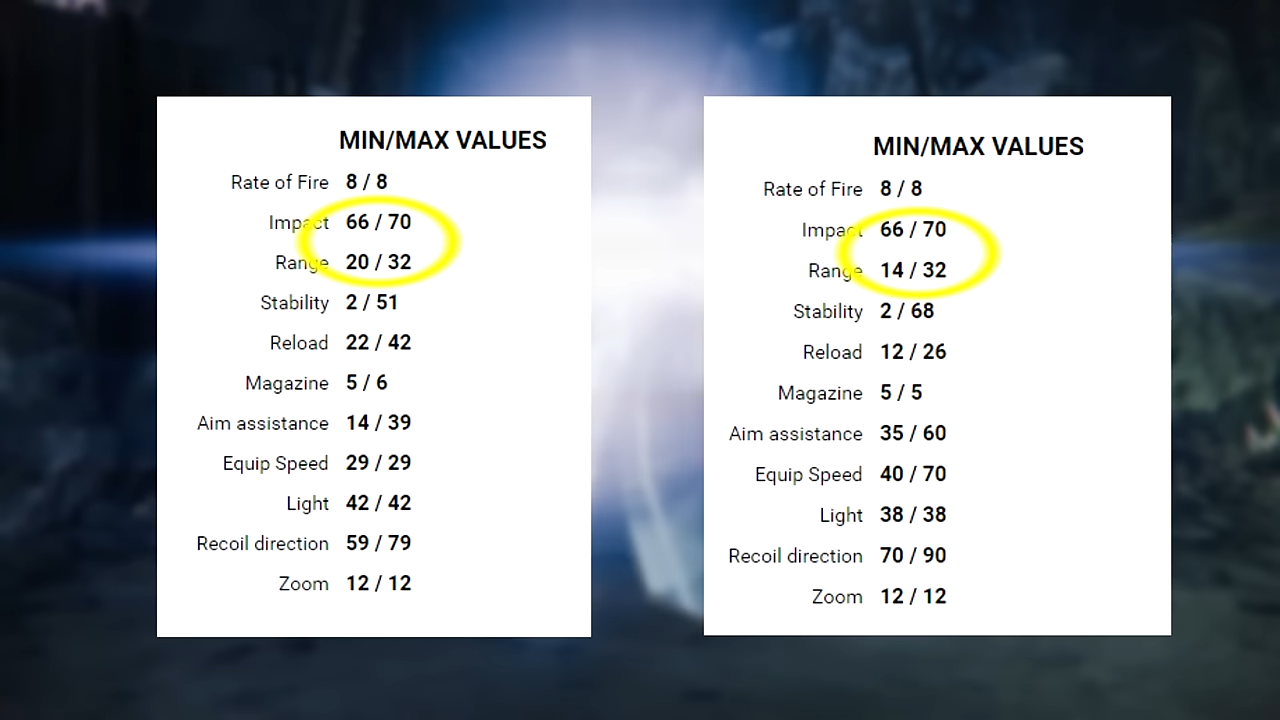 MIN/MAX VALUES
Rate of Fire 8 / 8
Impact 66 / 70
Range 20 / 32
Stability 2 / 51
Reload 22 / 42
Magazine 5 / 6
Aim assistance 14 / 39
Equip Speed 29 / 29
Light 42 / 42
Recoil direction 59 / 79
Zoom 12 / 12
MIN/MAX VALUES
Rate of Fire 8 / 8
Impact 66 / 70
Range 14 / 32
Stability 2 / 68
Reload 12 / 26
Magazine 5 / 5
Aim assistance 35 / 60
Equip Speed 40 / 70
Light 38 / 38
Recoil direction 70 / 90
Zoom 12 / 12